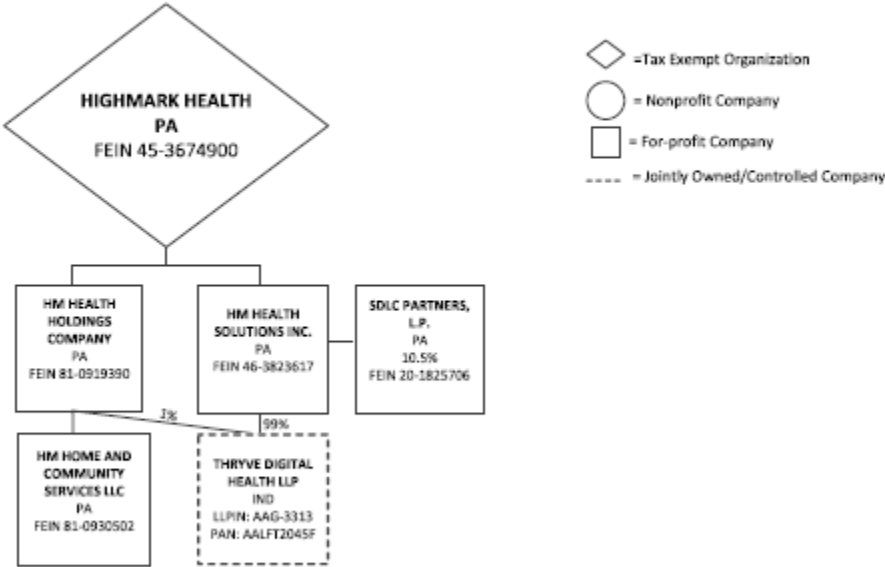 HIGHMARK HEALTH
PA
FEIN 45-3674900
=Tax Exempt Organization
= Nonprofit Company
= For-profit Company
= Jointly Owned/Controlled Company
HM HEALTH
HOLDINGS
COMPANY
PA
FEIN 81-0919390
HM HEALTH
SOLUTIONS INC.
PA
FEIN 46-3823617
SDLC PARTNERS,
L.P.
PA
10.5%
FEIN 20-1825706
1%
99%
HM HOME AND
COMMUNITY
SERVICES LLC
PA
FEIN 81-0930502
THRYVE DIGITAL
HEALTH LLP
IND
LLPIN: AAG-3313
PAN: AALFT2045F